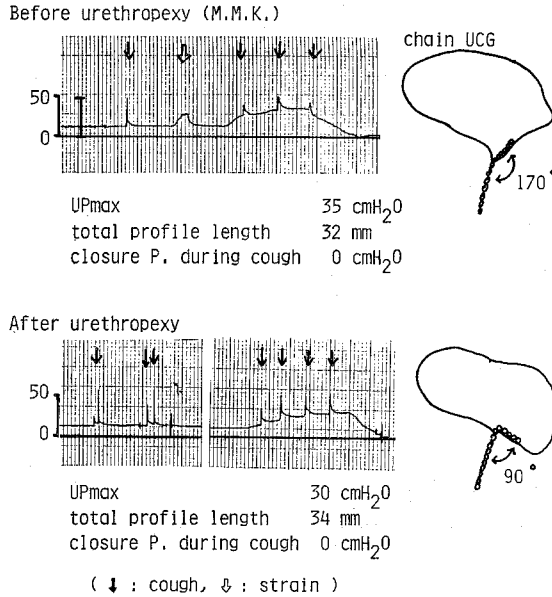 Before urethropexy (M.M.K.)
chain UCG
50
0
170°
UPmax 35 cmH2O
total profile length 32 mm
closure P. during cough 0 cmH2O
After urethropexy
50
0
90°
UPmax 30 cmH2O
total profile length 34 mm
closure P. during cough 0 cmH2O
( ⬇ : cough, ⇩ : strain )